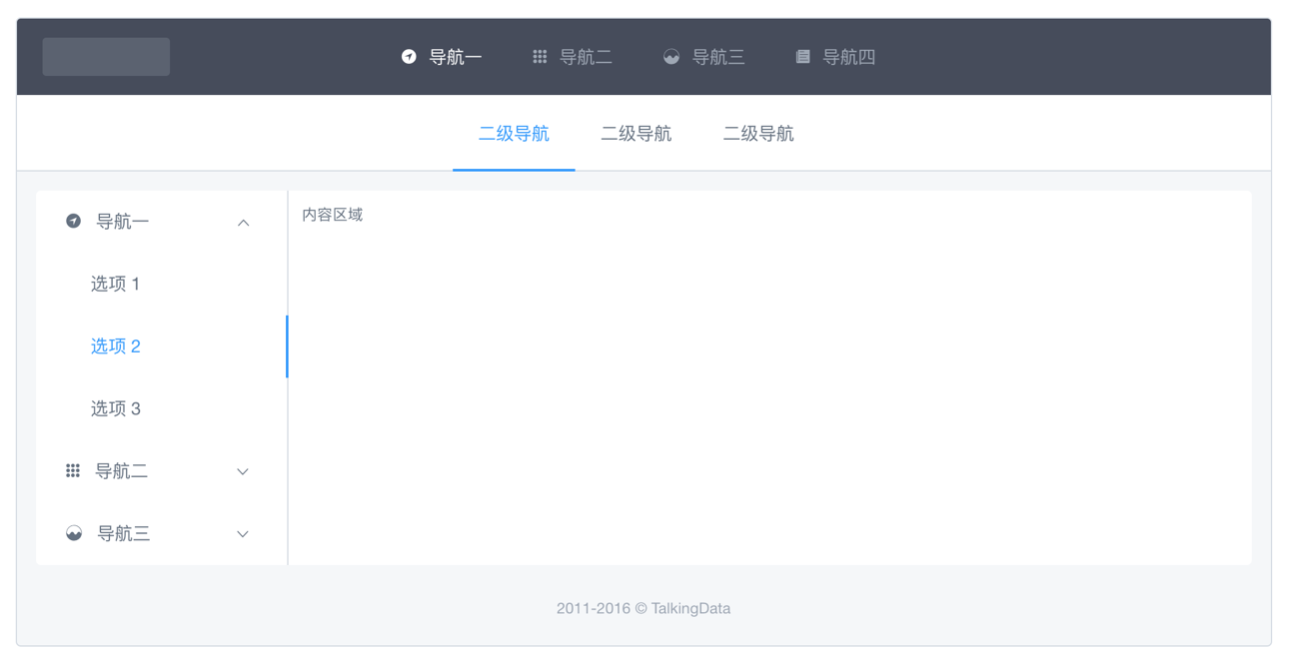 导航一 导航二 导航三 导航四
二级导航 二级导航 二级导航
导航一
选项 1
选项 2
选项 3
导航二
导航三
内容区域
2011-2016 © TalkingData